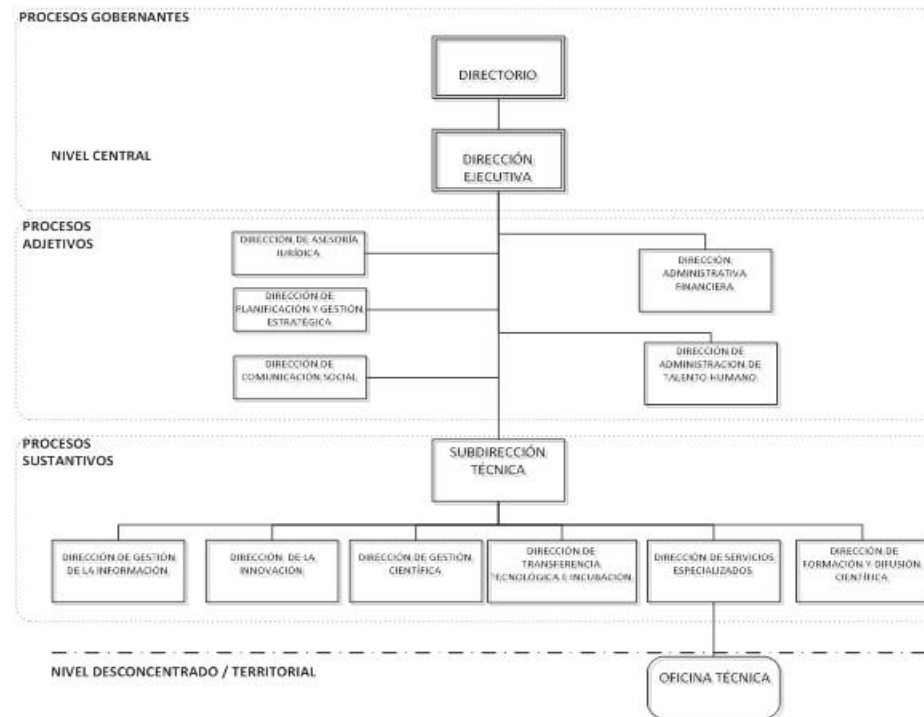 PROCESOS GOBERNANTES
DIRECTORIO
NIVEL CENTRAL
DIRECCIÓN
EJECUTIVA
PROCESOS
ADJETIVOS
DIRECCIÓN DE ASESORÍA
JURÍDICA
DIRECCIÓN
ADMINISTRATIVA
FINANCIERA
DIRECCIÓN DE
PLANIFICACIÓN Y GESTIÓN
ESTRATÉGICA
DIRECCIÓN DE
COMUNICACIÓN SOCIAL
DIRECCIÓN DE
ADMINISTRACION DE
TALENTO HUMANO
PROCESOS
SUSTANTIVOS
SUBDIRECCIÓN
TÉCNICA
DIRECCIÓN DE GESTIÓN
DE LA INFORMACIÓN
DIRECCIÓN DE LA
INNOVACIÓN
DIRECCIÓN DE GESTIÓN
CIENTÍFICA
DIRECCIÓN DE
TRANSFERENCIA
TECNOLÓGICA E INCUBACIÓN
DIRECCIÓN DE SERVICIOS
ESPECIALIZADOS
DIRECCIÓN DE
FORMACIÓN Y DIFUSIÓN
CIENTÍFICA
NIVEL DESCONCENTRADO / TERRITORIAL
OFICINA TÉCNICA